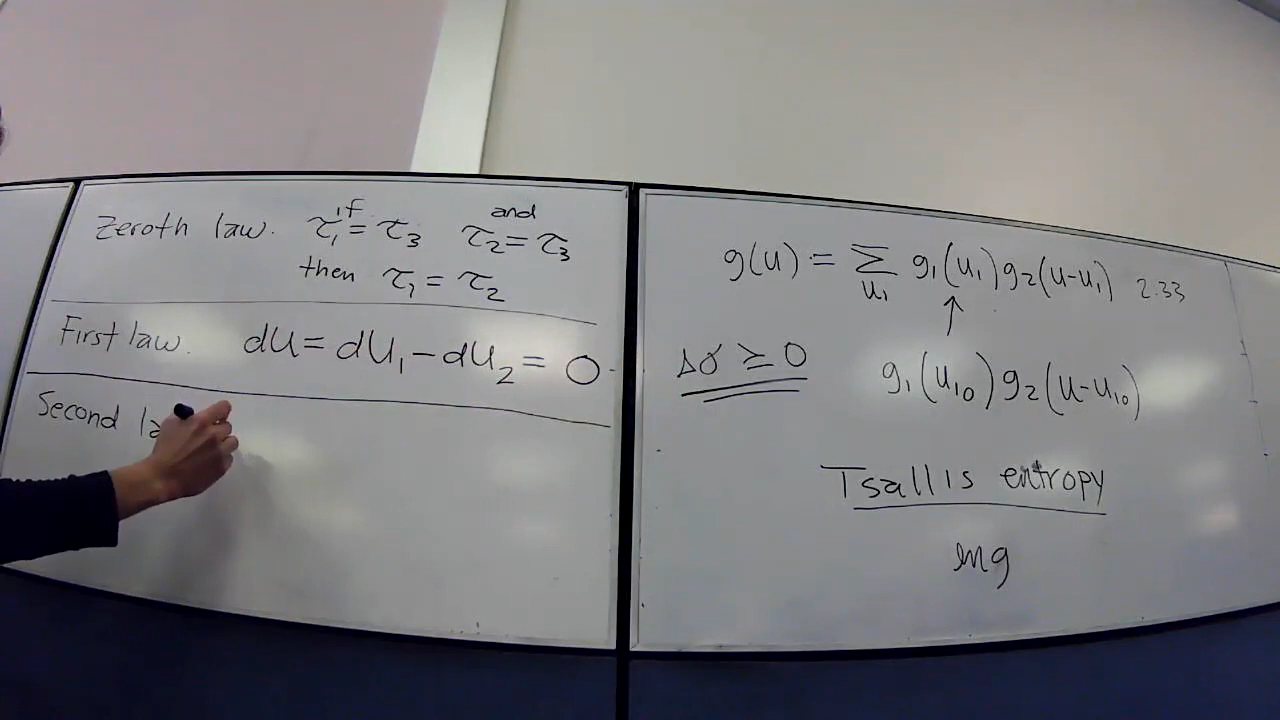 Zeroth law. if τ₁ = τ₃ and τ₂ = τ₃
then τ₁ = τ₂
First law. dU = dU₁ - dU₂ = 0
Second la
g(U) = ∑ g₁(U₁) g₂(U-U₁) 2.33
U₁
↑
Δσ ≥ 0
g₁(U₁₀) g₂(U-U₁₀)
Tsallis entropy
ln g